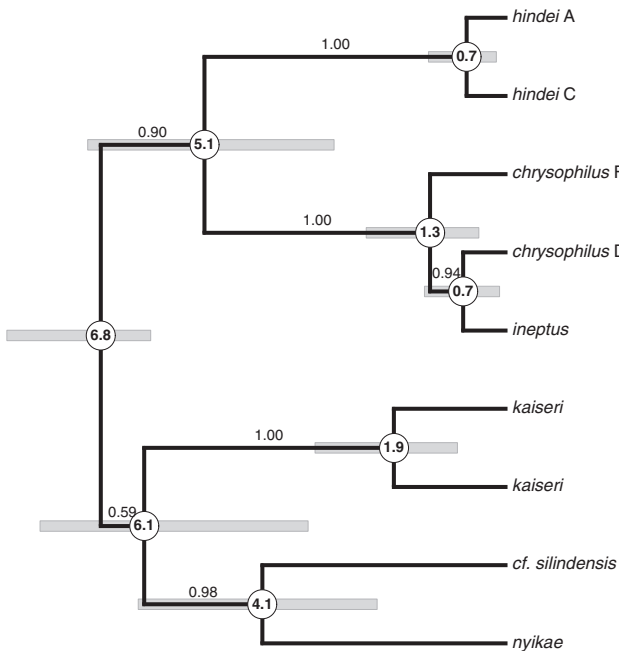 hindei A
1.00
0.7
hindei C
0.90
5.1
chrysophilus F
1.00
1.3
chrysophilus D
0.94
0.7
ineptus
6.8
kaiseri
1.00
1.9
kaiseri
0.59
6.1
cf. silindensis
0.98
4.1
nyikae